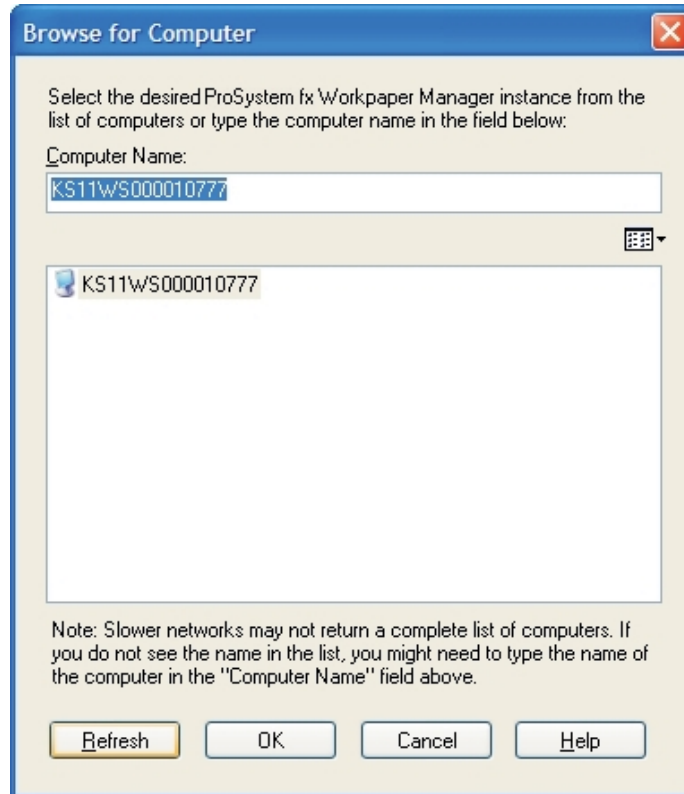 Browse for Computer
Select the desired ProSystem fx Workpaper Manager instance from the
list of computers or type the computer name in the field below:
Computer Name:
KS11WS000010777
KS11WS000010777
Note: Slower networks may not return a complete list of computers. If
you do not see the name in the list, you might need to type the name of
the computer in the "Computer Name" field above.
Refresh OK Cancel Help